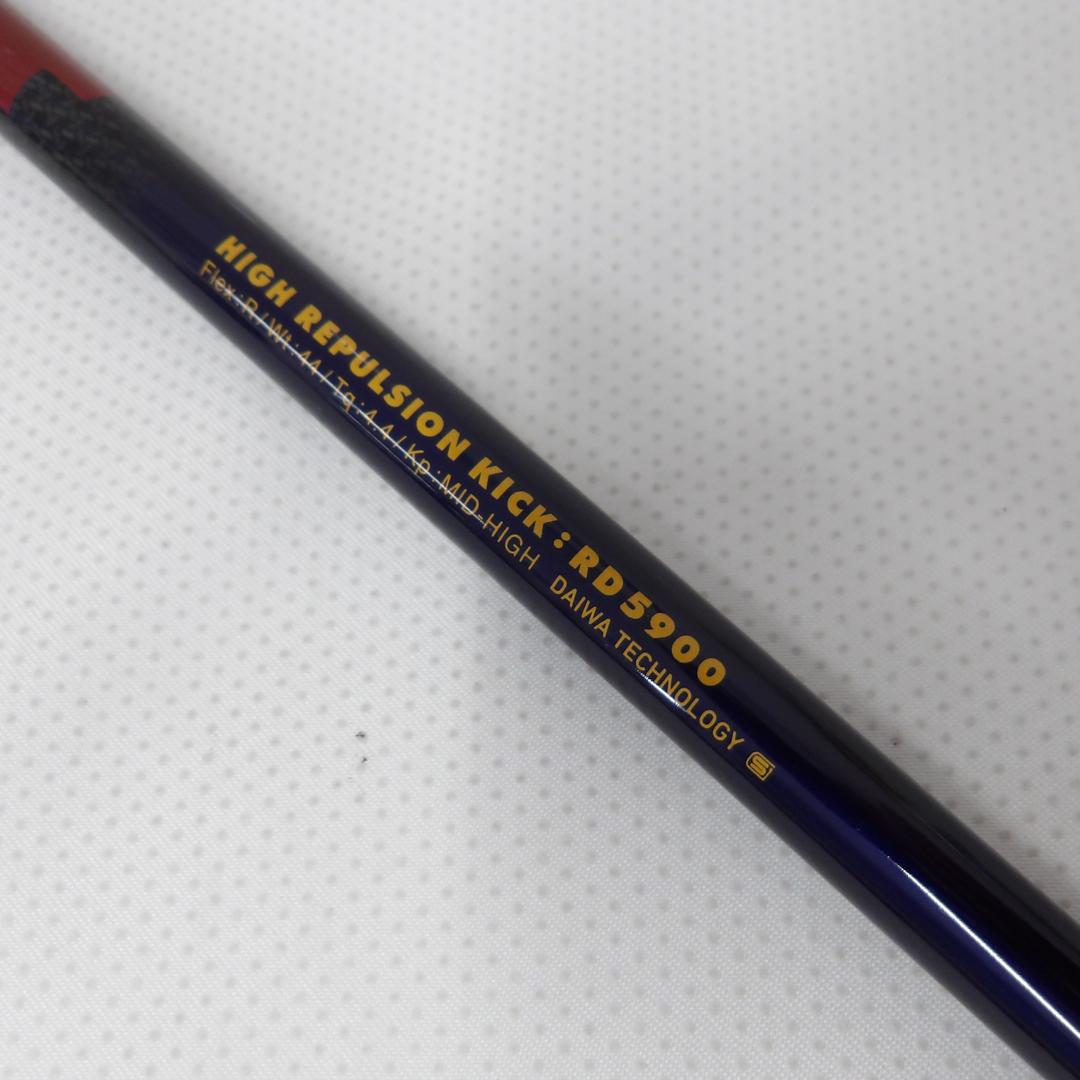 HIGH REPULSION KICK : RD5900
Flex : R / Wt : 44 / Tq : 4.4 / Kp : MID-HIGH DAIWA TECHNOLOGY